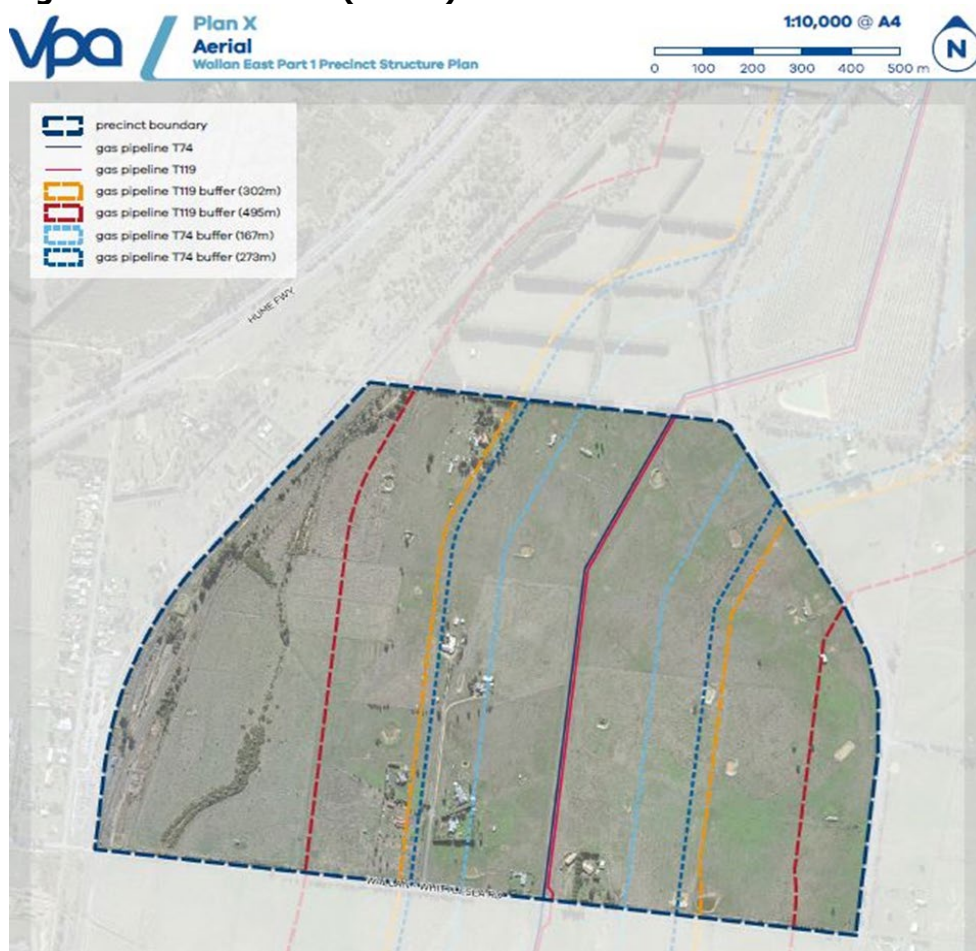 vpa
Plan X
Aerial
Wallan East Part 1 Precinct Structure Plan
1:10,000 @ A4
0 100 200 300 400 500 m
N
precinct boundary
gas pipeline T74
gas pipeline T119
gas pipeline T119 buffer (302m)
gas pipeline T119 buffer (495m)
gas pipeline T74 buffer (167m)
gas pipeline T74 buffer (273m)
HUME FWY